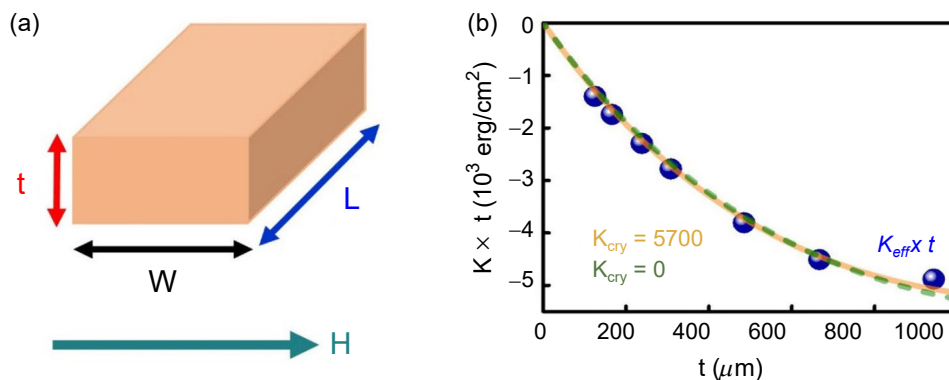 (a)
t
L
W
H
(b)
K × t (10³ erg/cm²)
0
−1
−2
−3
−4
−5
K_cry = 5700
K_cry = 0
K_eff x t
0 200 400 600 800 1000
t (μm)